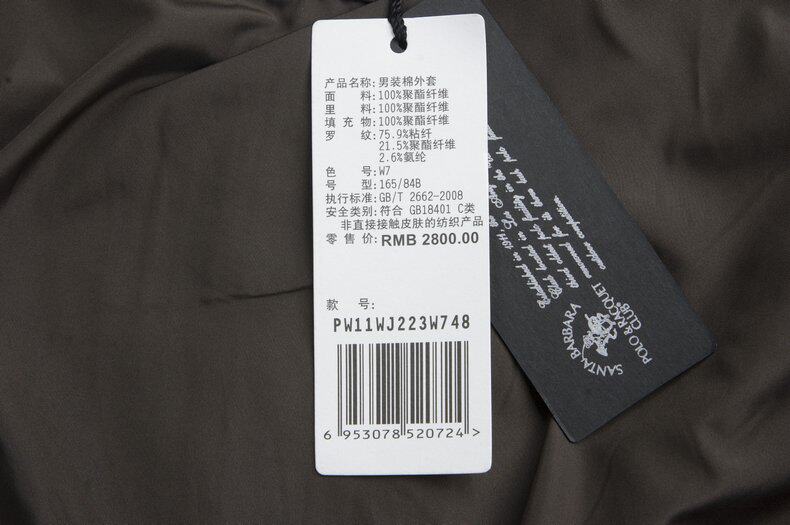 产品名称:男装棉外套
面 料:100%聚酯纤维
里 料:100%聚酯纤维
填 充 物:100%聚酯纤维
罗 纹:75.9%粘纤
21.5%聚酯纤维
2.6%氨纶
色 号:W7
号 型:165/84B
执行标准:GB/T 2662-2008
安全类别:符合 GB18401 C类
非直接接触皮肤的纺织产品
零 售 价:RMB 2800.00
款 号:
PW11WJ223W748
6 953078 520724 >
Established in 1911
SANTA BARBARA
POLO & RACQUET
CLUB®